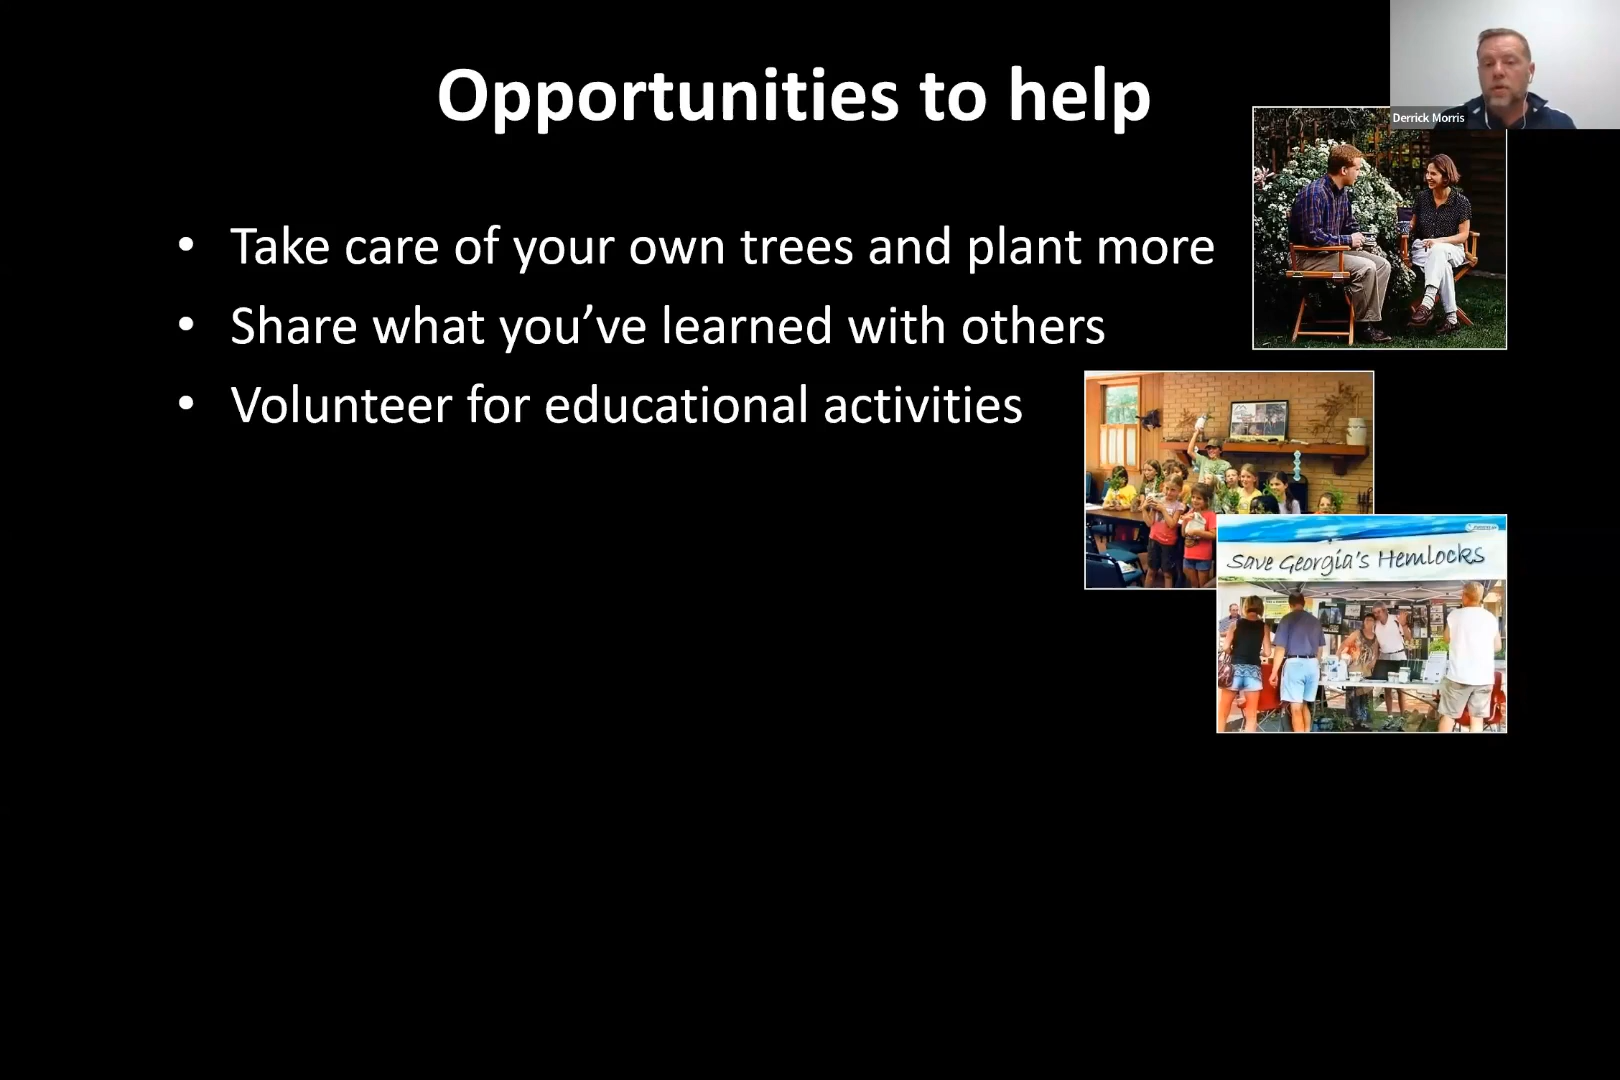 Opportunities to help
Derrick Morris
• Take care of your own trees and plant more
• Share what you’ve learned with others
• Volunteer for educational activities
Save Georgia's Hemlocks